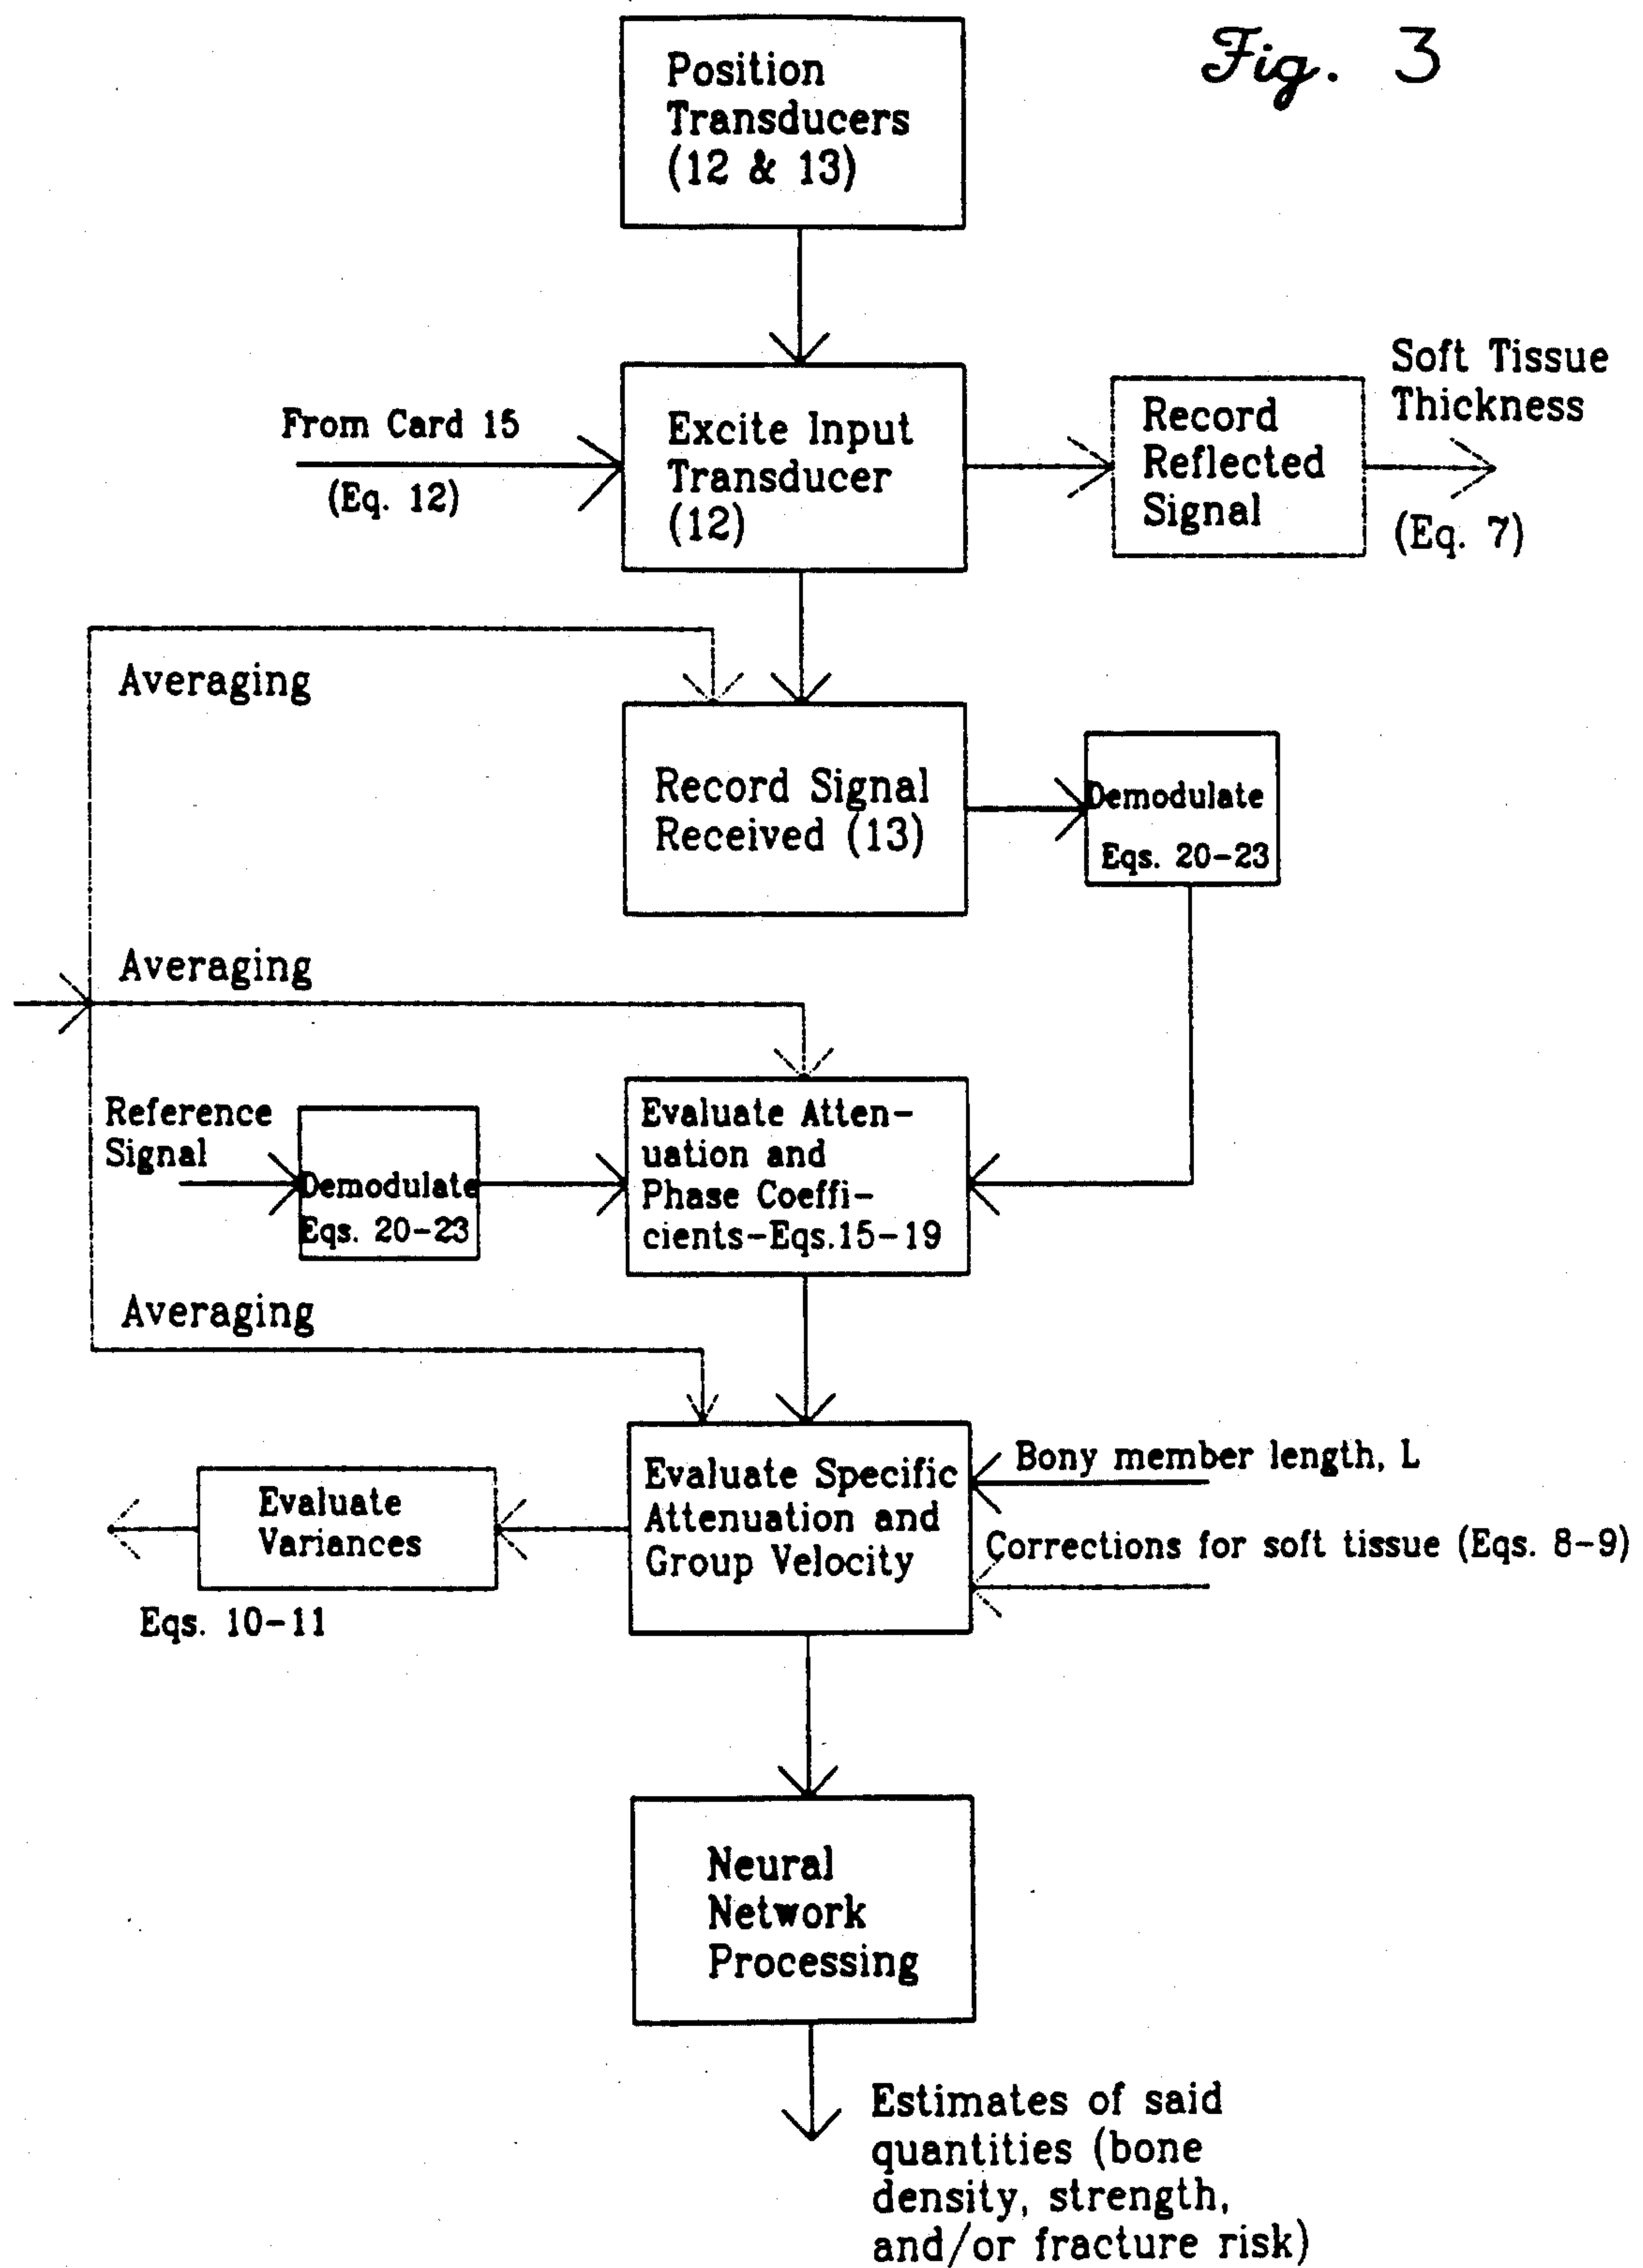 Fig. 3
Position
Transducers
(12 & 13)
From Card 15
(Eq. 12)
Excite Input
Transducer
(12)
Record
Reflected
Signal
Soft Tissue
Thickness
(Eq. 7)
Averaging
Record Signal
Received (13)
Demodulate
Eqs. 20-23
Averaging
Reference
Signal
Demodulate
Eqs. 20-23
Evaluate Atten-
uation and
Phase Coeffi-
cients-Eqs.15-19
Averaging
Evaluate Specific
Attenuation and
Group Velocity
Bony member length, L
Corrections for soft tissue (Eqs. 8-9)
Evaluate
Variances
Eqs. 10-11
Neural
Network
Processing
Estimates of said
quantities (bone
density, strength,
and/or fracture risk)